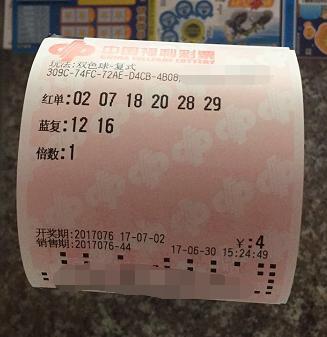 中国福利彩票
CHINA WELFARE LOTTERY
玩法:双色球-复式
309C-74FC-72AE-D4CB-4B08
红单:02 07 18 20 28 29
蓝复:12 16
倍数:1
开奖期:2017076 17-07-02
销售期:2017076-44 17-06-30 15:24:49
¥:4